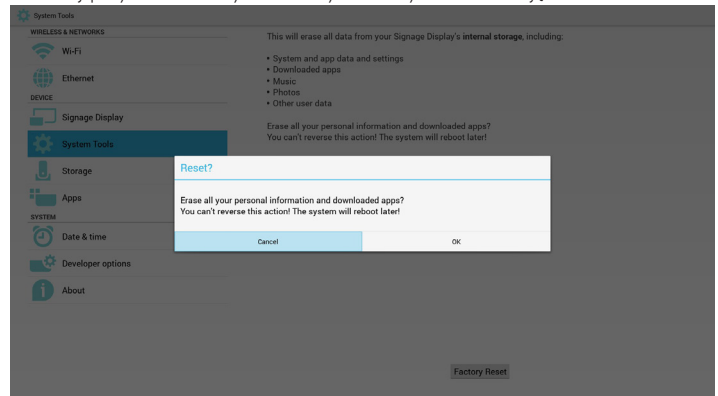 System Tools
WIRELESS & NETWORKS
Wi-Fi
Ethernet
DEVICE
Signage Display
System Tools
Storage
Apps
SYSTEM
Date & time
Developer options
About
This will erase all data from your Signage Display's internal storage, including:
• System and app data and settings
• Downloaded apps
• Music
• Photos
• Other user data
Erase all your personal information and downloaded apps?
You can't reverse this action! The system will reboot later!
Reset?
Erase all your personal information and downloaded apps?
You can't reverse this action! The system will reboot later!
Cancel
OK
Factory Reset